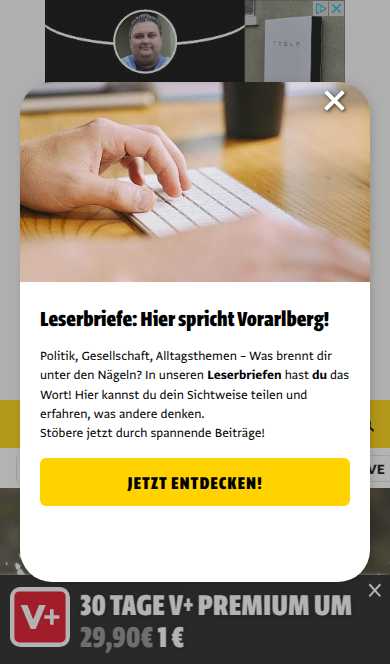 TESLA
Leserbriefe: Hier spricht Vorarlberg!
Politik, Gesellschaft, Alltagsthemen – Was brennt dir
unter den Nägeln? In unseren Leserbriefen hast du das
Wort! Hier kannst du dein Sichtweise teilen und
erfahren, was andere denken.
Stöbere jetzt durch spannende Beiträge!
JETZT ENTDECKEN!
VE
V+
30 TAGE V+ PREMIUM UM
29,90€ 1 €